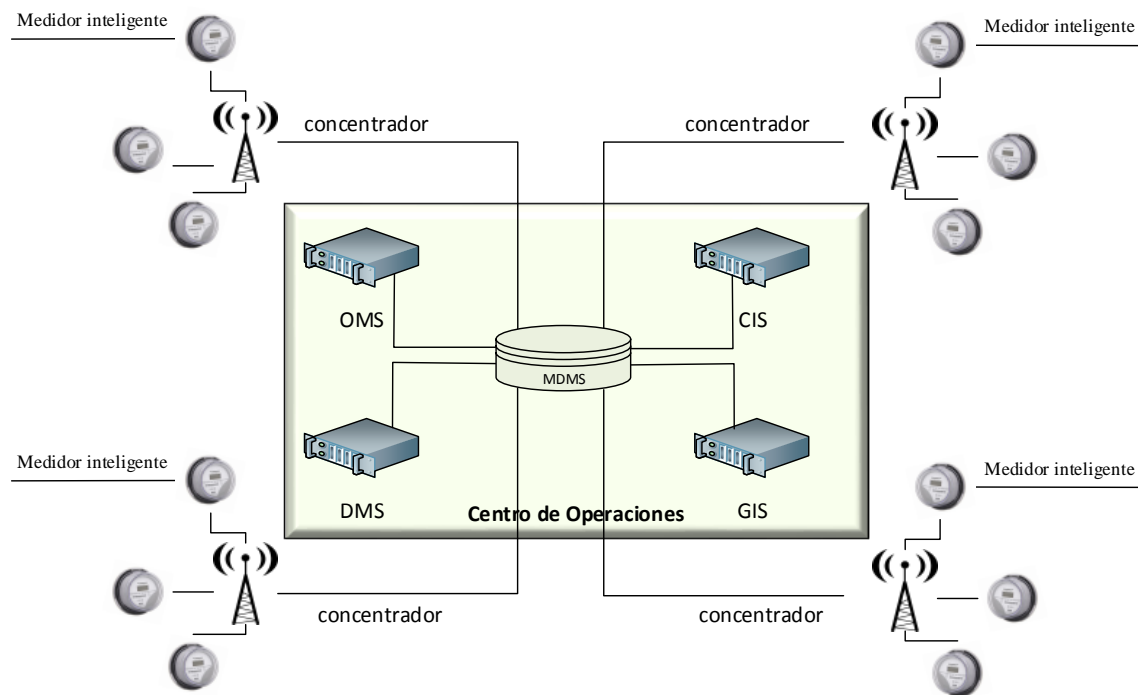 Medidor inteligente
Medidor inteligente
concentrador
concentrador
OMS
CIS
MDMS
Medidor inteligente
Medidor inteligente
DMS
GIS
Centro de Operaciones
concentrador
concentrador